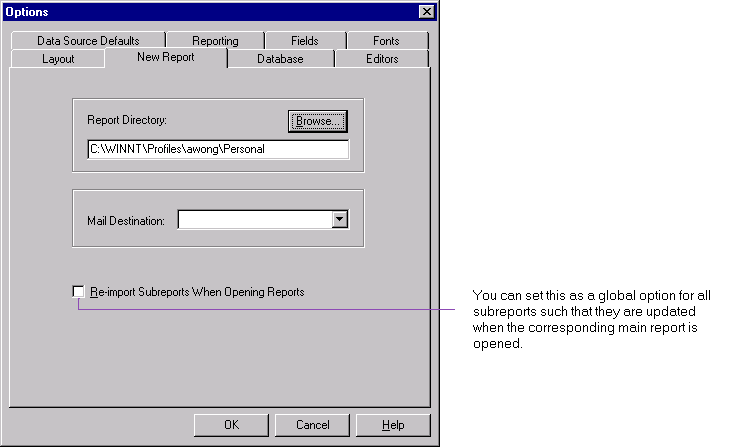 Options
Data Source Defaults
Reporting
Fields
Fonts
Layout
New Report
Database
Editors
Report Directory:
Browse...
C:\WINNT\Profiles\awong\Personal
Mail Destination:
Re-import Subreports When Opening Reports
You can set this as a global option for all
subreports such that they are updated
when the corresponding main report is
opened.
OK
Cancel
Help